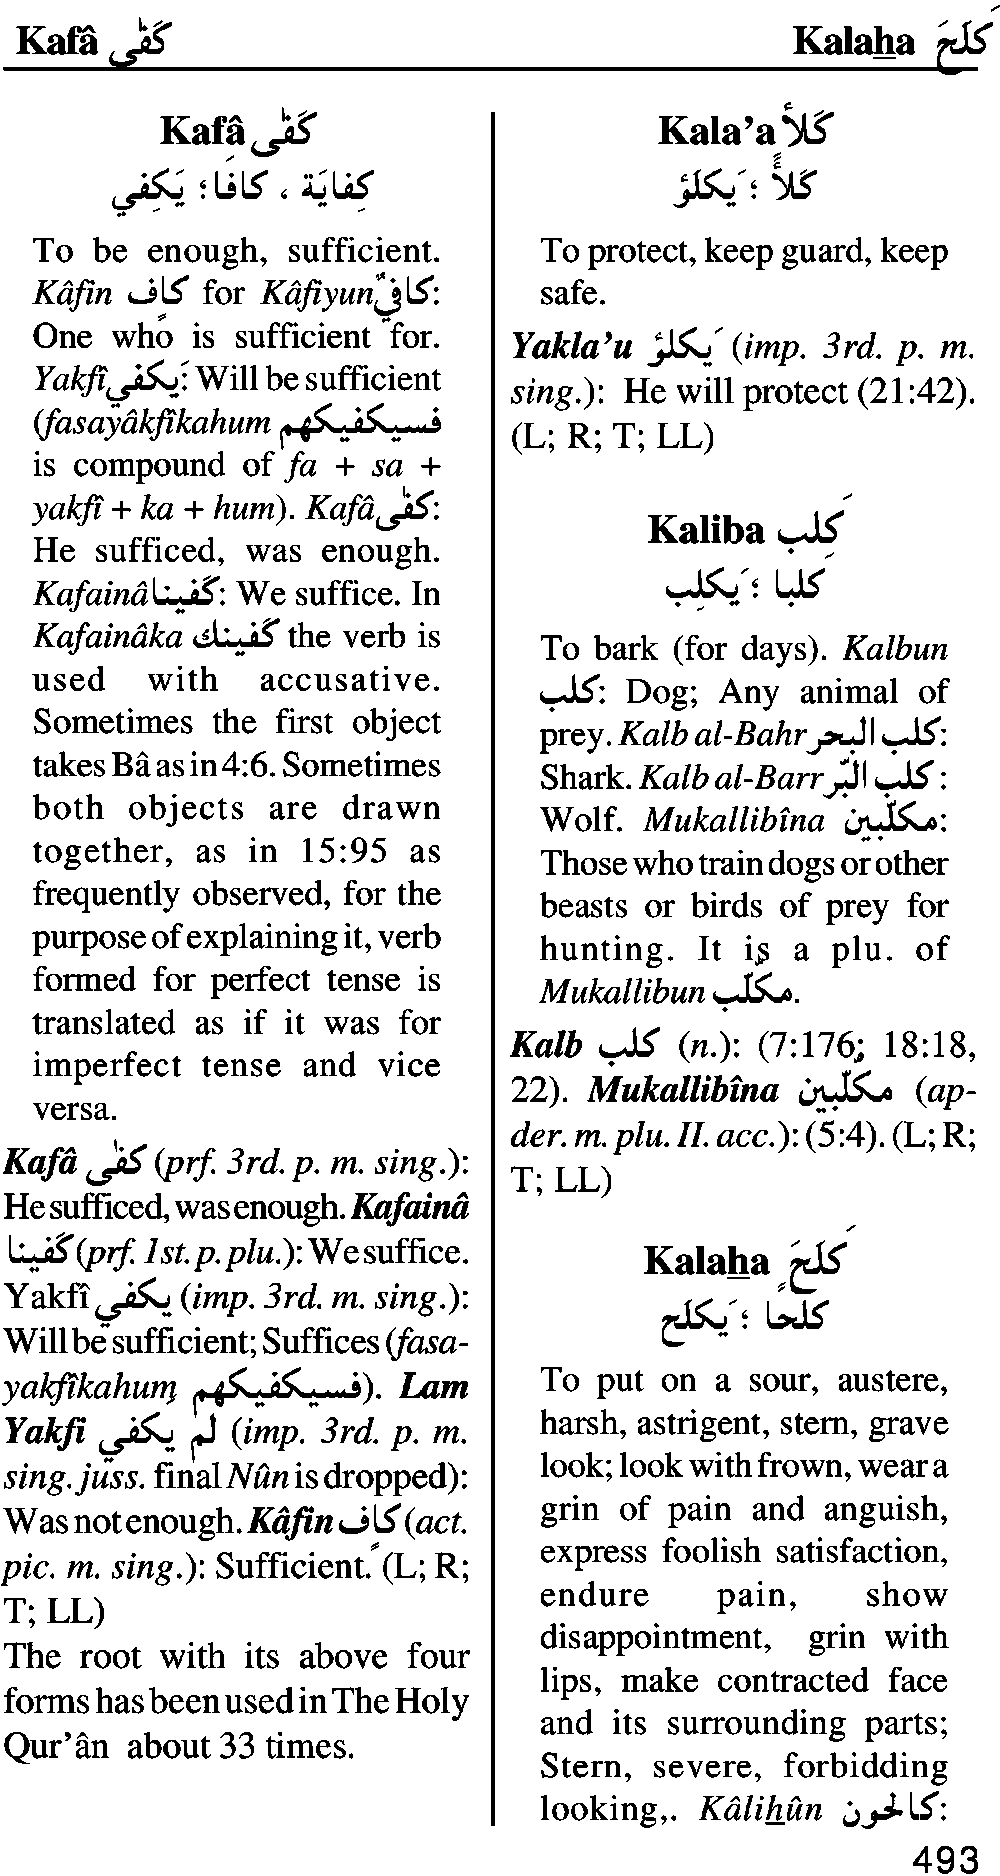 Kafâ كَفٰى
Kalaha كَلَحَ
Kafâ كَفٰى
كِفايَة ، كافَا؛ يَكِفي
To be enough, sufficient.
Kâfin كافٍ for Kâfiyun كافيٌ:
One who is sufficient for.
Yakfî يَكفي: Will be sufficient
(fasayâkfîkahum فسيكفيكهم
is compound of fa + sa +
yakfî + ka + hum). Kafâ كفٰى:
He sufficed, was enough.
Kafainâ كَفينا: We suffice. In
Kafainâka كَفينك the verb is
used with accusative.
Sometimes the first object
takes Bâ as in 4:6. Sometimes
both objects are drawn
together, as in 15:95 as
frequently observed, for the
purpose of explaining it, verb
formed for perfect tense is
translated as if it was for
imperfect tense and vice
versa.
Kafâ كفٰى (prf. 3rd. p. m. sing.):
He sufficed, was enough. Kafainâ
كَفينا (prf. 1st. p. plu.): We suffice.
Yakfî يكفي (imp. 3rd. m. sing.):
Will be sufficient; Suffices (fasa-
yakfîkahum فسيكفيكهم). Lam
Yakfi لم يكفي (imp. 3rd. p. m.
sing. juss. final Nûn is dropped):
Was not enough. Kâfin كافٍ (act.
pic. m. sing.): Sufficient. (L; R;
T; LL)
The root with its above four
forms has been used in The Holy
Qur’ân about 33 times.
Kala’a كَلأَ
كَلأً ؛ يَكلؤ
To protect, keep guard, keep
safe.
Yakla’u يَكلؤ (imp. 3rd. p. m.
sing.): He will protect (21:42).
(L; R; T; LL)
Kaliba كَلِب
كلبا ؛ يَكلِب
To bark (for days). Kalbun
كلب: Dog; Any animal of
prey. Kalb al-Bahr كلب البحر:
Shark. Kalb al-Barr كلب البّر :
Wolf. Mukallibîna مكلّبين:
Those who train dogs or other
beasts or birds of prey for
hunting. It is a plu. of
Mukallibun مكلّب.
Kalb كلب (n.): (7:176; 18:18,
22). Mukallibîna مكلّبين (ap-
der. m. plu. II. acc.): (5:4). (L; R;
T; LL)
Kalaha كَلَحَ
كلحا ؛ يَكلَح
To put on a sour, austere,
harsh, astrigent, stern, grave
look; look with frown, wear a
grin of pain and anguish,
express foolish satisfaction,
endure pain, show
disappointment, grin with
lips, make contracted face
and its surrounding parts;
Stern, severe, forbidding
looking,. Kâlihûn كالحون:
493